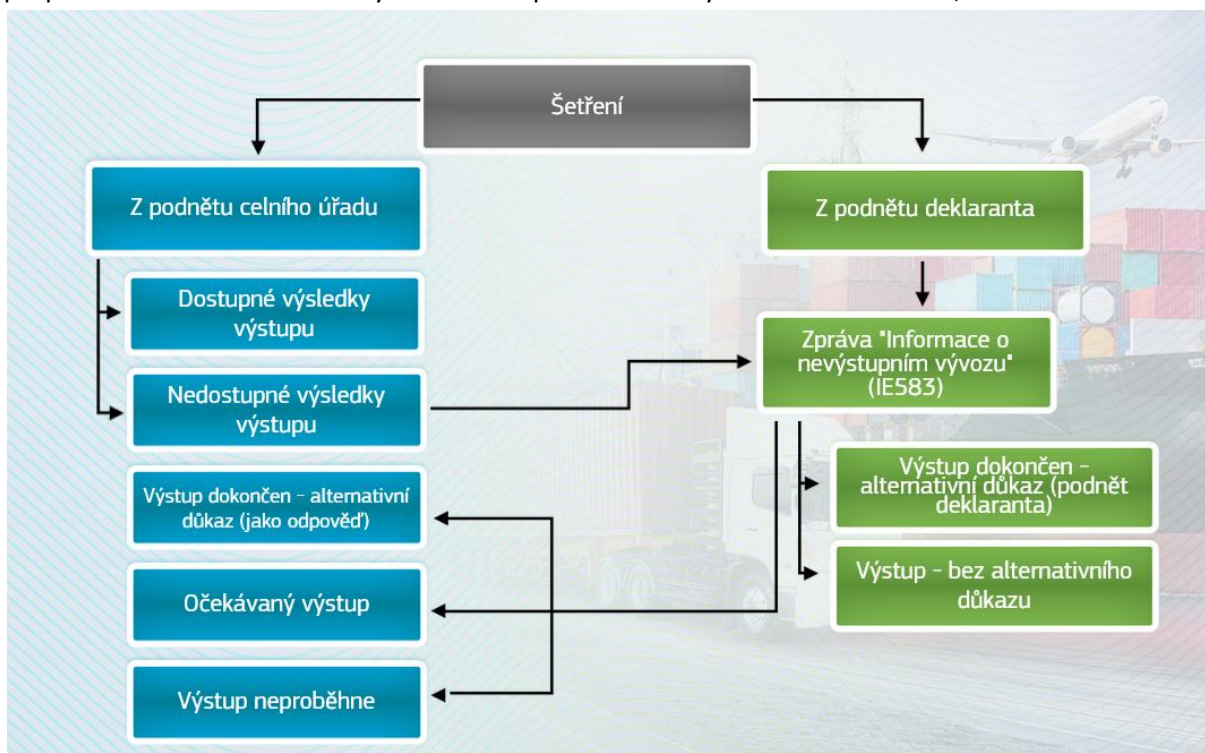 Šetření
Z podnětu celního úřadu
Z podnětu deklaranta
Dostupné výsledky
výstupu
Nedostupné výsledky
výstupu
Výstup dokončen – alternativní
důkaz (jako odpověď)
Očekávaný výstup
Výstup neproběhne
Zpráva "Informace o
nevýstupním vývozu"
(IE583)
Výstup dokončen –
alternativní důkaz (podnět
deklaranta)
Výstup – bez alternativního
důkazu